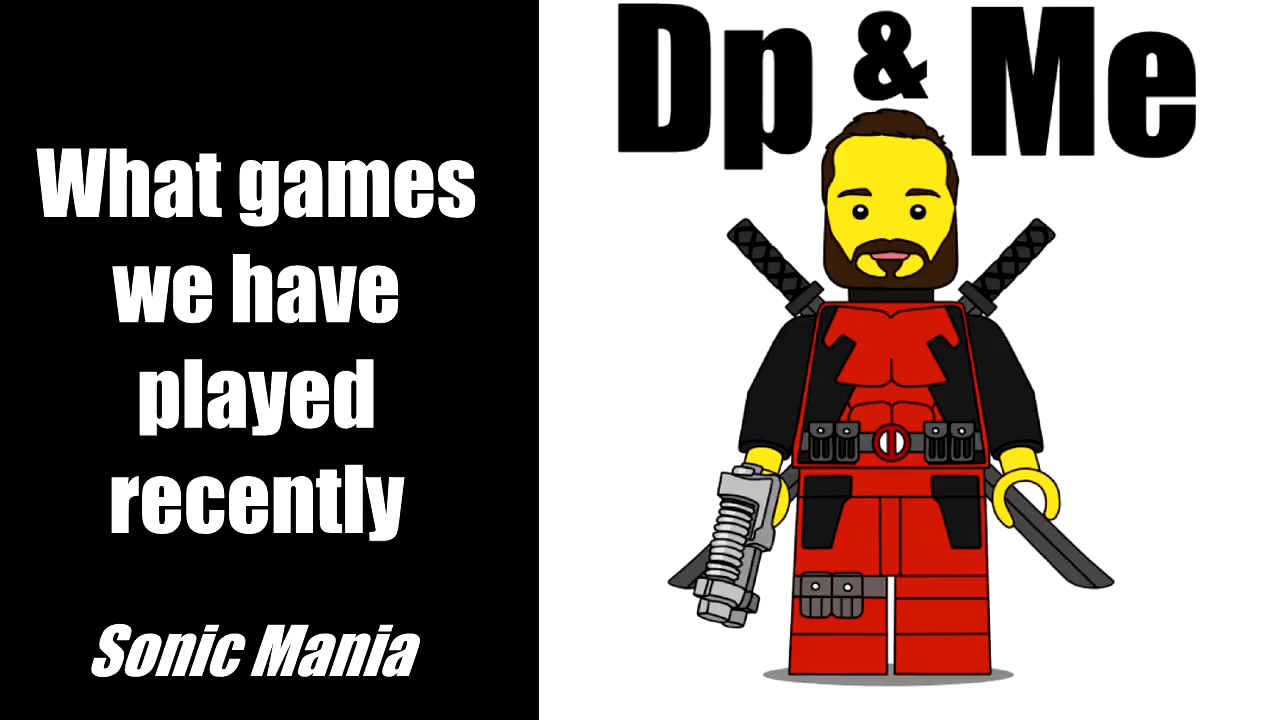 What games
we have
played
recently
Sonic Mania
Dp & Me